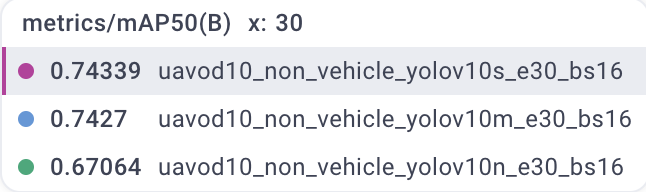 metrics/mAP50(B) x: 30
0.74339 uavod10_non_vehicle_yolov10s_e30_bs16
0.7427 uavod10_non_vehicle_yolov10m_e30_bs16
0.67064 uavod10_non_vehicle_yolov10n_e30_bs16